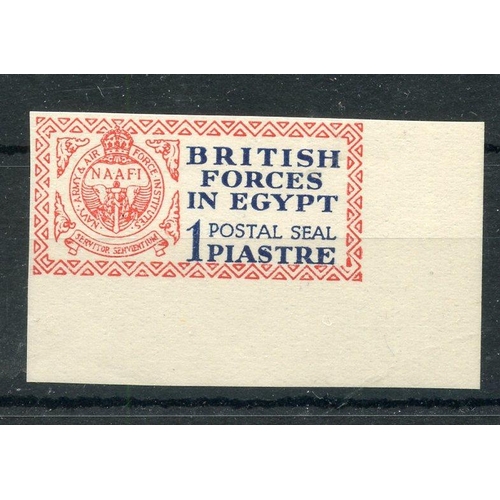 NAVY, ARMY & AIR FORCE INSTITUTES
NAAFI
SERVITOR SERVIENTIUM
BRITISH
FORCES
IN EGYPT
1 POSTAL SEAL
PIASTRE